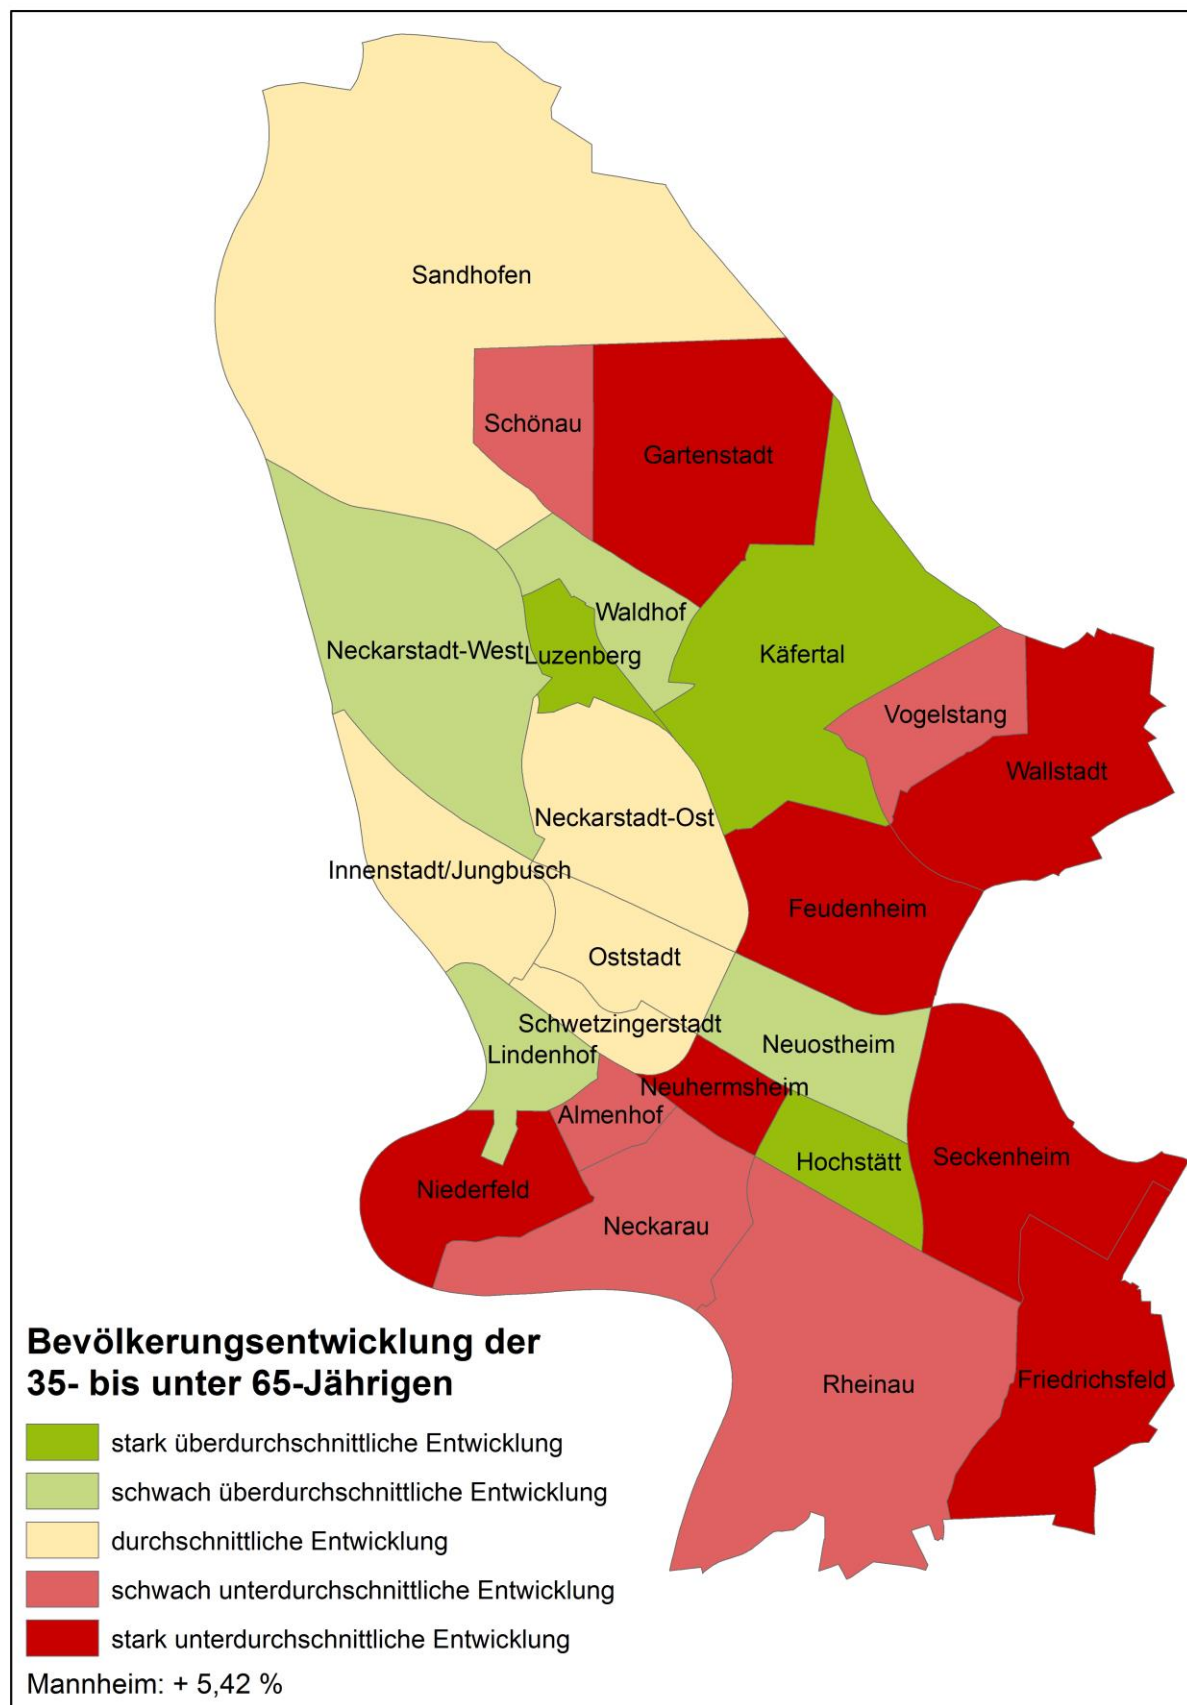 Sandhofen
Schönau
Gartenstadt
Waldhof
Neckarstadt-West
Luzenberg
Käfertal
Vogelstang
Wallstadt
Neckarstadt-Ost
Innenstadt/Jungbusch
Feudenheim
Oststadt
Schwetzingerstadt
Neuostheim
Lindenhof
Neuhermsheim
Almenhof
Hochstätt
Seckenheim
Niederfeld
Neckarau
Rheinau
Friedrichsfeld
Bevölkerungsentwicklung der
35- bis unter 65-Jährigen
stark überdurchschnittliche Entwicklung
schwach überdurchschnittliche Entwicklung
durchschnittliche Entwicklung
schwach unterdurchschnittliche Entwicklung
stark unterdurchschnittliche Entwicklung
Mannheim: + 5,42 %